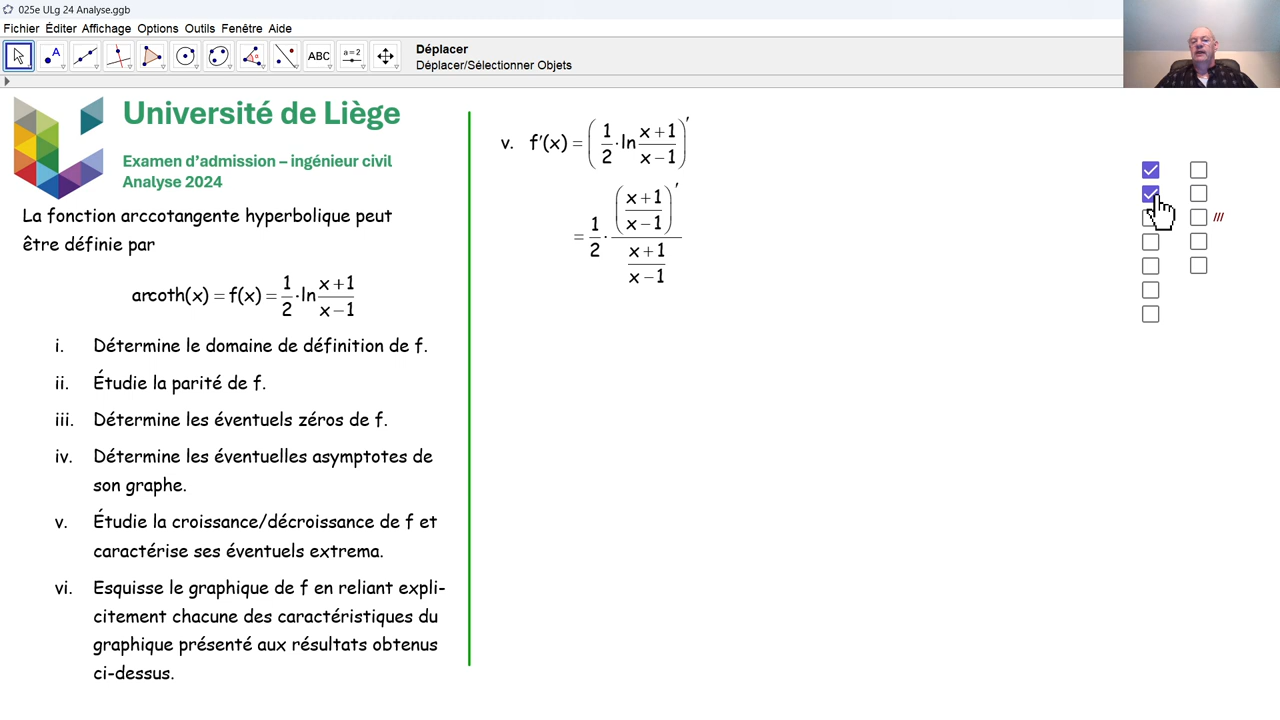 025e ULg 24 Analyse.ggb
Fichier Éditer Affichage Options Outils Fenêtre Aide
A
ABC
a=2
Déplacer
Déplacer/Sélectionner Objets
Université de Liège
Examen d'admission – ingénieur civil
Analyse 2024
La fonction arccotangente hyperbolique peut
être définie par
arcoth(x) = f(x) = 1/2 · ln (x+1)/(x−1)
i. Détermine le domaine de définition de f.
ii. Étudie la parité de f.
iii. Détermine les éventuels zéros de f.
iv. Détermine les éventuelles asymptotes de
son graphe.
v. Étudie la croissance/décroissance de f et
caractérise ses éventuels extrema.
vi. Esquisse le graphique de f en reliant expli-
citement chacune des caractéristiques du
graphique présenté aux résultats obtenus
ci-dessus.
v. f'(x) = (1/2 · ln (x+1)/(x−1))'
= 1/2 · ((x+1)/(x−1))' / ((x+1)/(x−1))
///